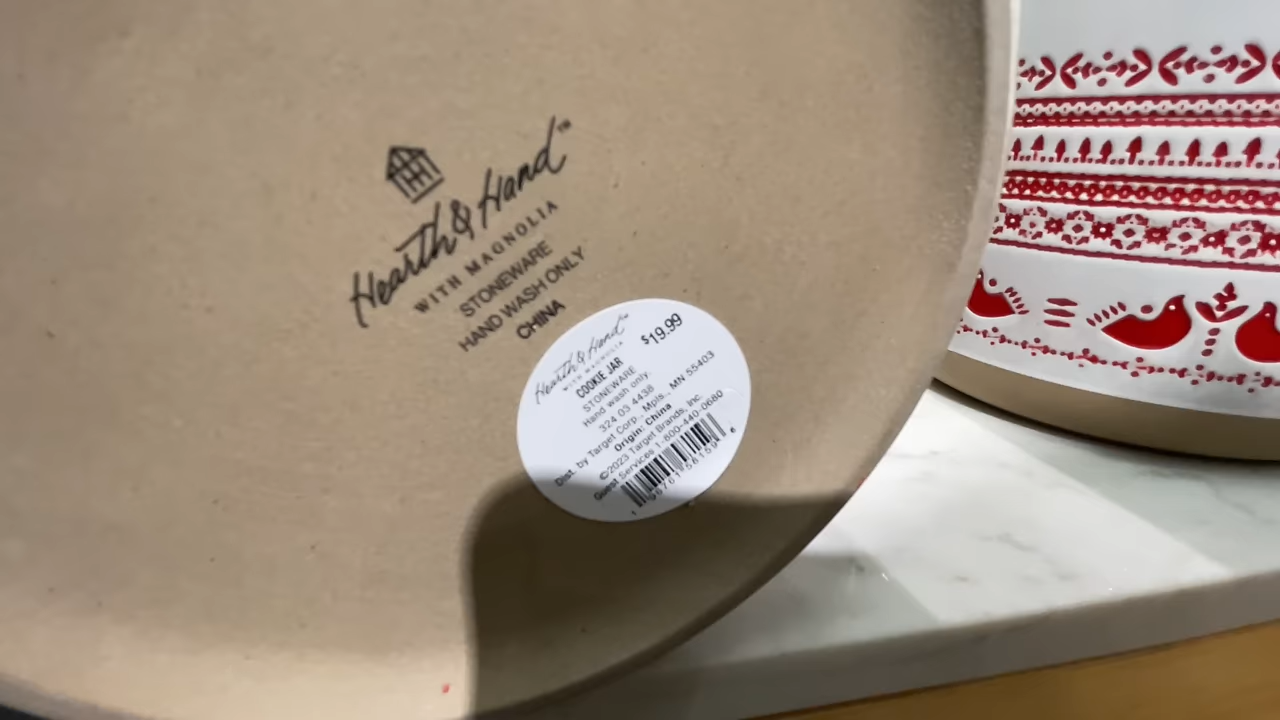 Hearth & Hand™
WITH MAGNOLIA
STONEWARE
HAND WASH ONLY
CHINA
Hearth & Hand™
WITH MAGNOLIA
$19.99
COOKIE JAR
STONEWARE
Hand wash only.
324 03 4438
Dist. by Target Corp., Mpls., MN 55403
Origin: China
©2023 Target Brands, Inc.
Guest Services 1-800-440-0680